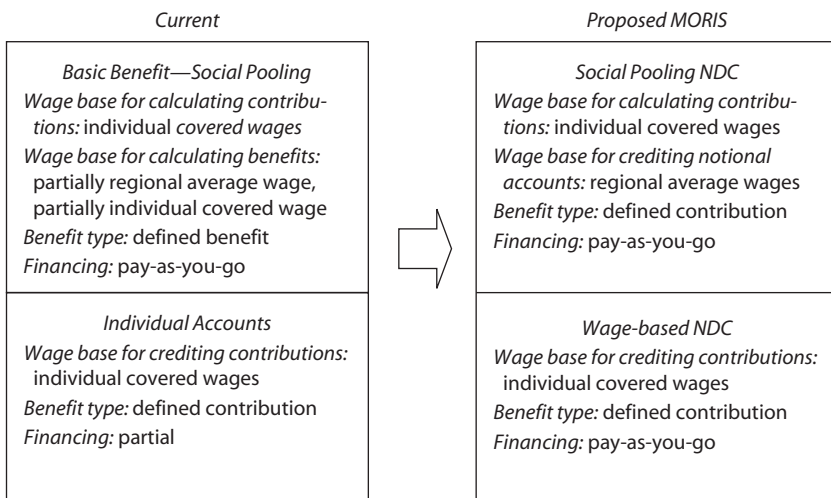 Current
Basic Benefit—Social Pooling
Wage base for calculating contribu-
tions: individual covered wages
Wage base for calculating benefits:
partially regional average wage,
partially individual covered wage
Benefit type: defined benefit
Financing: pay-as-you-go
Individual Accounts
Wage base for crediting contributions:
individual covered wages
Benefit type: defined contribution
Financing: partial
Proposed MORIS
Social Pooling NDC
Wage base for calculating contribu-
tions: individual covered wages
Wage base for crediting notional
accounts: regional average wages
Benefit type: defined contribution
Financing: pay-as-you-go
Wage-based NDC
Wage base for crediting contributions:
individual covered wages
Benefit type: defined contribution
Financing: pay-as-you-go